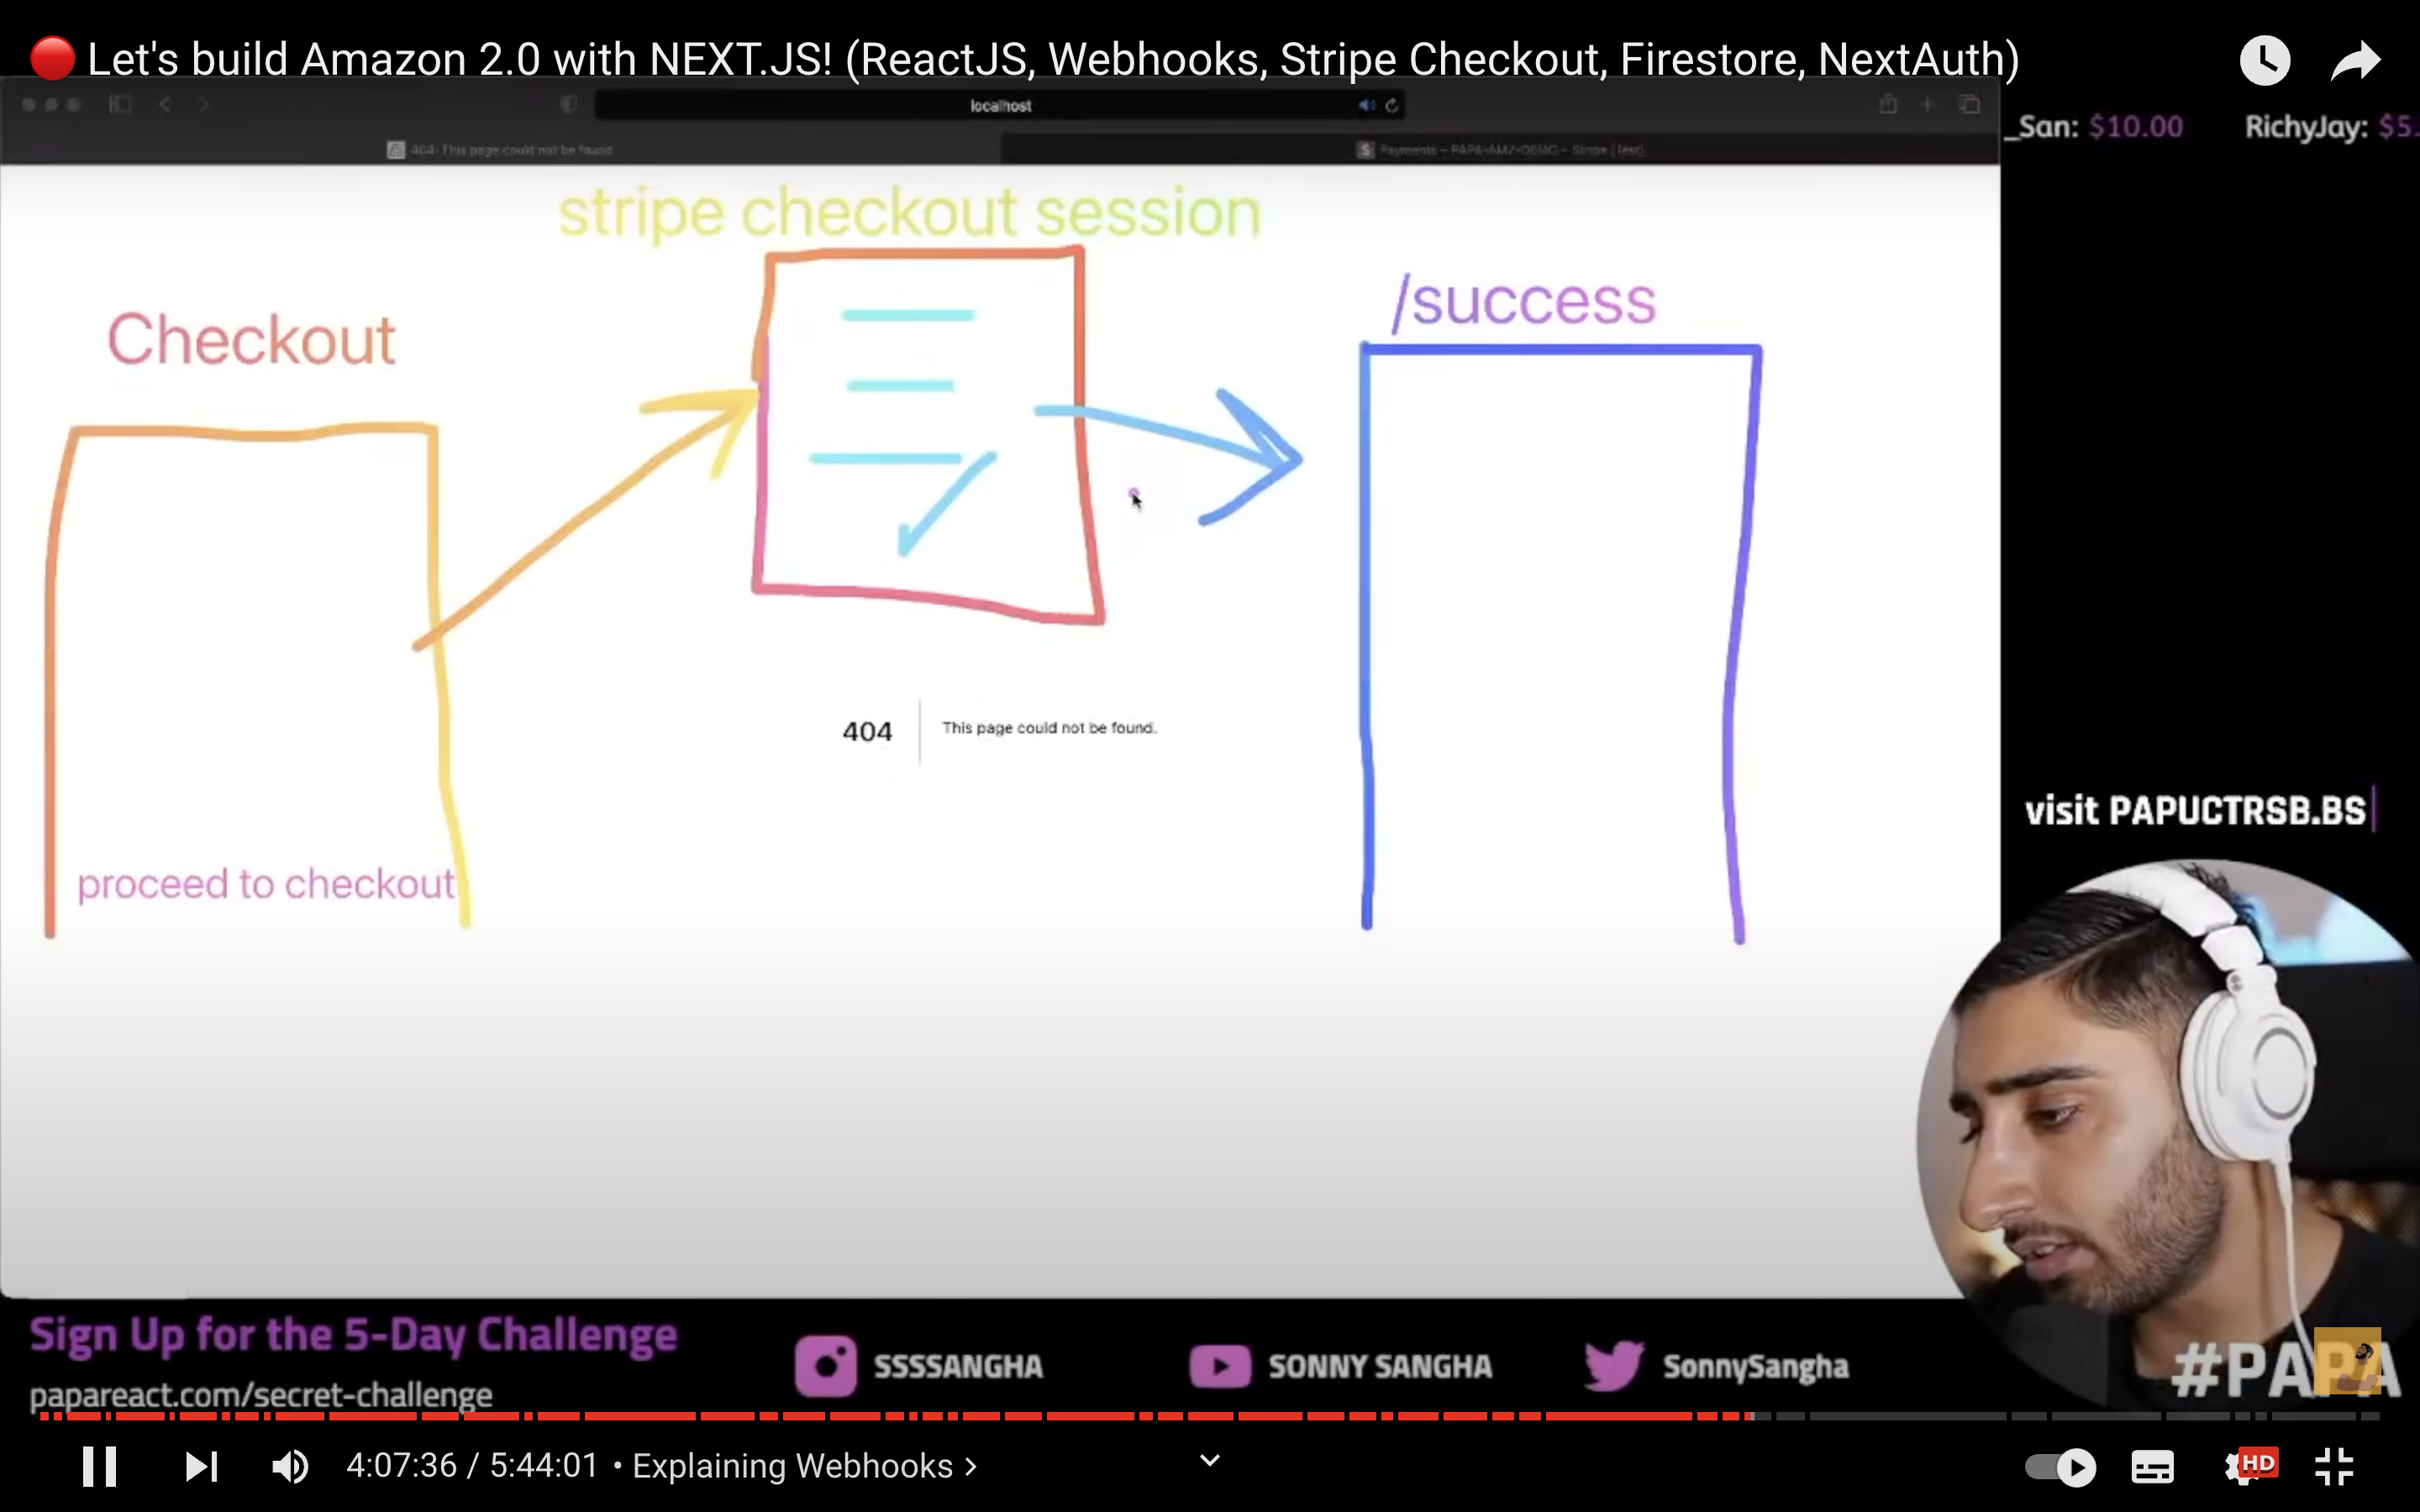 🔴 Let's build Amazon 2.0 with NEXT.JS! (ReactJS, Webhooks, Stripe Checkout, Firestore, NextAuth)
localhost
_San: $10.00 RichyJay: $5.
404: This page could not be found
S Payments – PAPA-AMZ-DEMO – Stripe [Test]
stripe checkout session
/success
Checkout
404 This page could not be found.
visit PAPUCTRSB.BS
proceed to checkout
Sign Up for the 5-Day Challenge
papareact.com/secret-challenge
SSSSANGHA
SONNY SANGHA
SonnySangha
#PAPA
4:07:36 / 5:44:01 • Explaining Webhooks >
HD